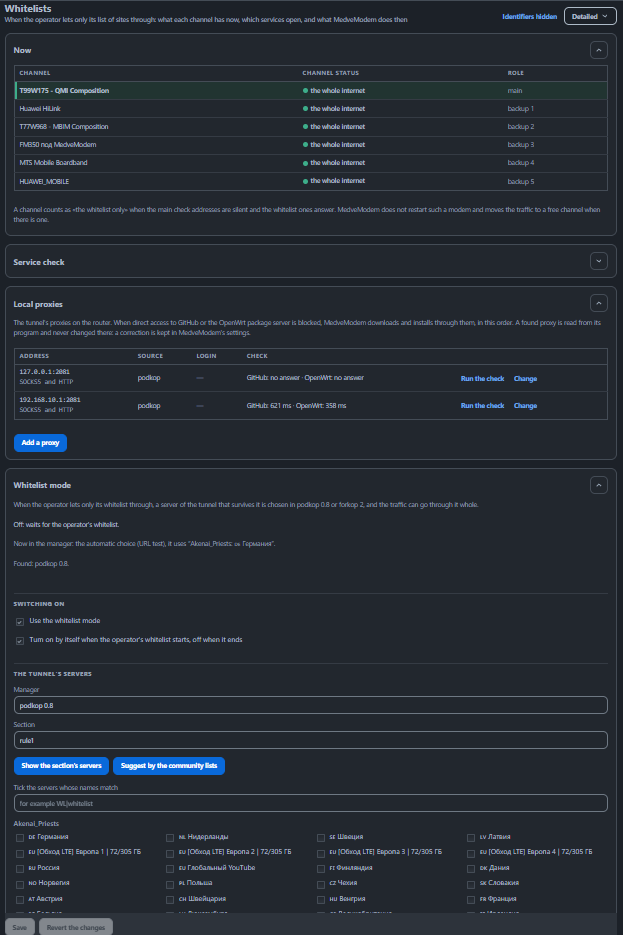 Whitelists
When the operator lets only its list of sites through: what each channel has now, which services open, and what MedveModem does then
Identifiers hidden
Detailed
Now
CHANNEL CHANNEL STATUS ROLE
T99W175 - QMI Composition the whole internet main
Huawei HiLink the whole internet backup 1
T77W968 - MBIM Composition the whole internet backup 2
FM350 под MedveModem the whole internet backup 3
MTS Mobile Boardband the whole internet backup 4
HUAWEI_MOBILE the whole internet backup 5
A channel counts as «the whitelist only» when the main check addresses are silent and the whitelist ones answer. MedveModem does not restart such a modem and moves the traffic to a free channel when
there is one.
Service check
Local proxies
The tunnel's proxies on the router. When direct access to GitHub or the OpenWrt package server is blocked, MedveModem downloads and installs through them, in this order. A found proxy is read from its
program and never changed there: a correction is kept in MedveModem's settings.
ADDRESS SOURCE LOGIN CHECK
127.0.0.1:2081
SOCKS5 and HTTP
podkop — GitHub: no answer · OpenWrt: no answer Run the check Change
192.168.10.1:2081
SOCKS5 and HTTP
podkop — GitHub: 621 ms · OpenWrt: 358 ms Run the check Change
Add a proxy
Whitelist mode
When the operator lets only its whitelist through, a server of the tunnel that survives it is chosen in podkop 0.8 or forkop 2, and the traffic can go through it whole.
Off: waits for the operator's whitelist.
Now in the manager: the automatic choice (URL test), it uses "Akenai_Priests: DE Германия".
Found: podkop 0.8.
SWITCHING ON
Use the whitelist mode
Turn on by itself when the operator's whitelist starts, off when it ends
THE TUNNEL'S SERVERS
Manager
podkop 0.8
Section
rule1
Show the section's servers Suggest by the community lists
Tick the servers whose names match
for example WL|whitelist
Akenai_Priests
DE Германия NL Нидерланды SE Швеция LV Латвия
EU [Обход LTE] Европа 1 | 72/305 ГБ EU [Обход LTE] Европа 2 | 72/305 ГБ EU [Обход LTE] Европа 3 | 72/305 ГБ EU [Обход LTE] Европа 4 | 72/305 ГБ
RU Россия EU Глобальный YouTube FI Финляндия DK Дания
NO Норвегия PL Польша CZ Чехия SK Словакия
AT Австрия CH Швейцария HU Венгрия FR Франция
Save Revert the changes